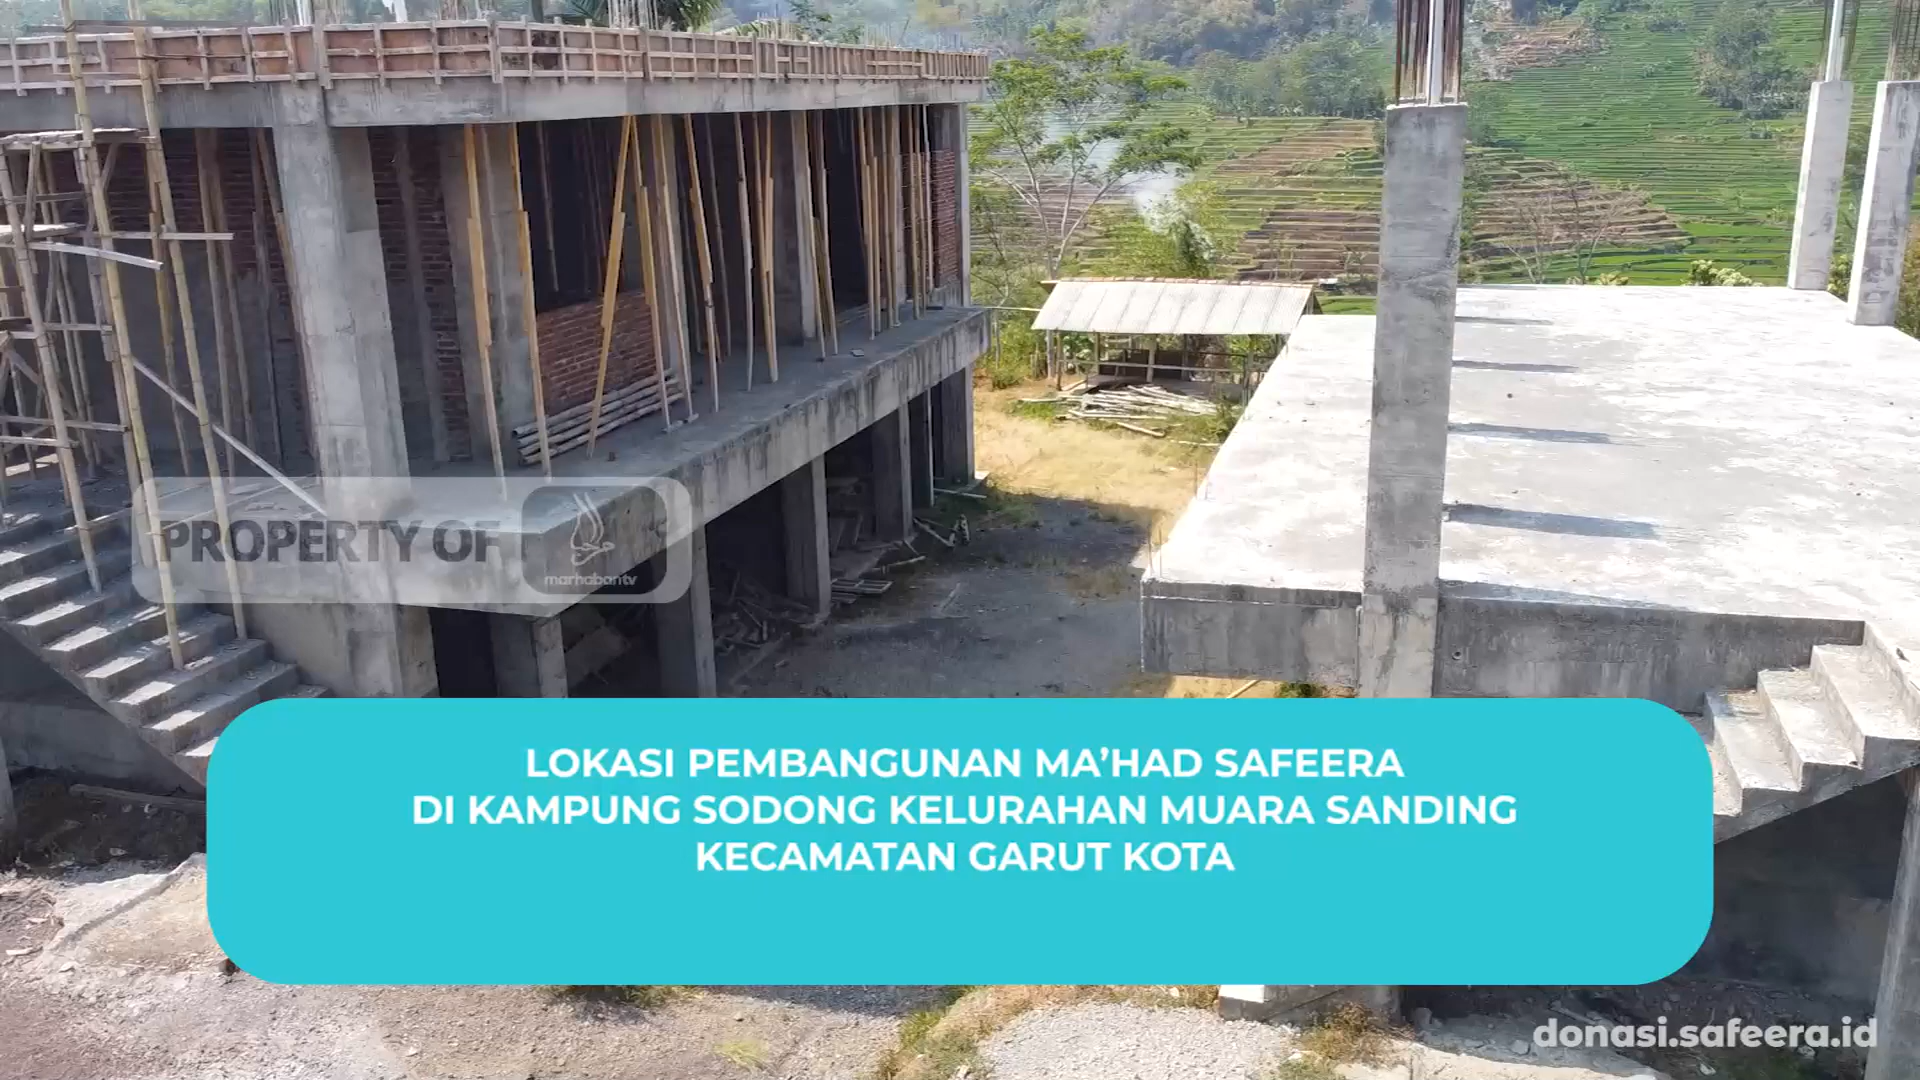 PROPERTY OF
marhabantv
LOKASI PEMBANGUNAN MA’HAD SAFEERA
DI KAMPUNG SODONG KELURAHAN MUARA SANDING
KECAMATAN GARUT KOTA
donasi.safeera.id